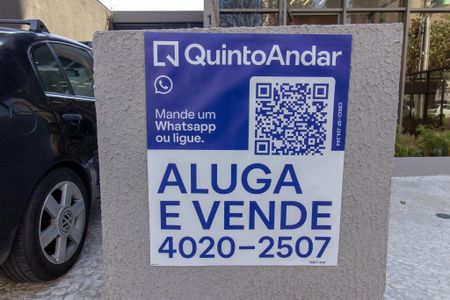 QuintoAndar
Mande um
Whatsapp
ou ligue.
ALUGA
E VENDE
4020-2507